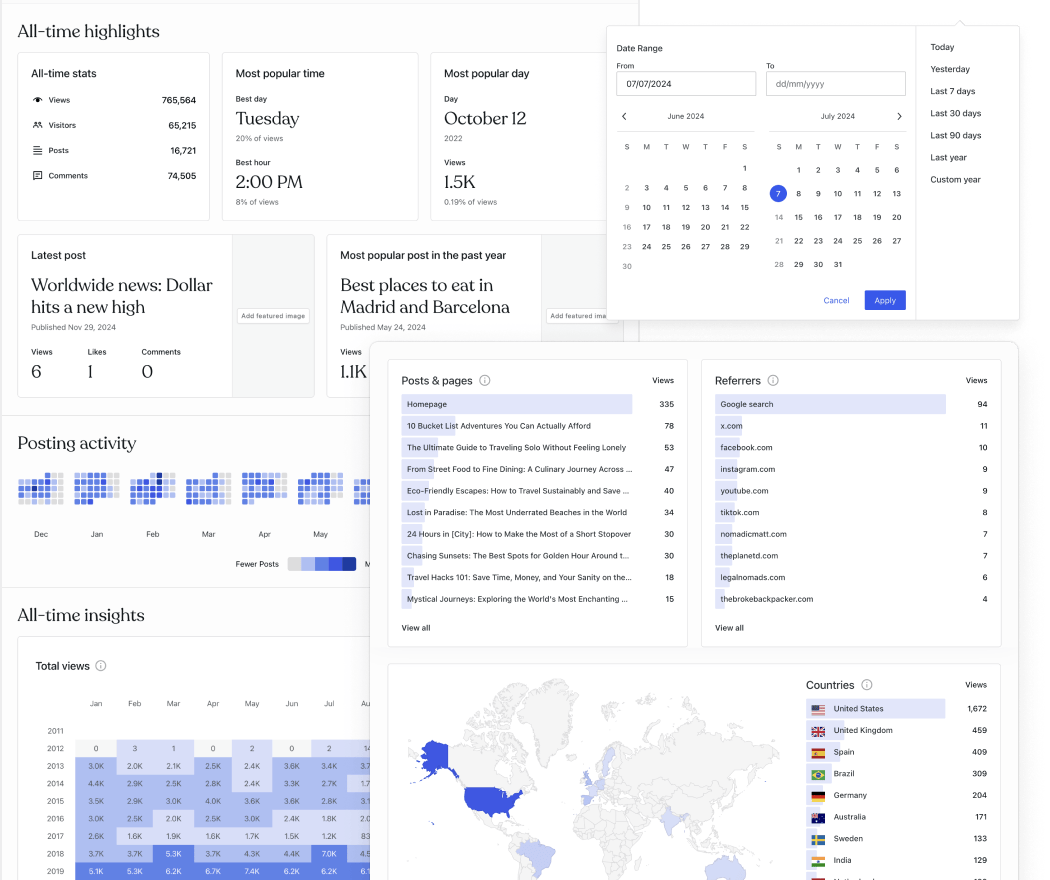 All-time highlights
All-time stats
Views 765,564
Visitors 65,215
Posts 16,721
Comments 74,505
Most popular time
Best day
Tuesday
20% of views
Best hour
2:00 PM
8% of views
Most popular day
Day
October 12
2022
Views
1.5K
0.19% of views
Latest post
Worldwide news: Dollar
hits a new high
Published Nov 29, 2024
Views Likes Comments
6 1 0
Add featured image
Most popular post in the past year
Best places to eat in
Madrid and Barcelona
Published May 24, 2024
Views
1.1K
Add featured ima
Date Range
From To
07/07/2024 dd/mm/yyyy
June 2024
S M T W T F S
1
2 3 4 5 6 7 8
9 10 11 12 13 14 15
16 17 18 19 20 21 22
23 24 25 26 27 28 29
30
July 2024
S M T W T F S
1 2 3 4 5 6
7 8 9 10 11 12 13
14 15 16 17 18 19 20
21 22 23 24 25 26 27
28 29 30 31
Cancel Apply
Today
Yesterday
Last 7 days
Last 30 days
Last 90 days
Last year
Custom year
Posting activity
Dec Jan Feb Mar Apr May
Fewer Posts
All-time insights
Total views
Jan Feb Mar Apr May Jun Jul Au
2011
2012 0 3 1 0 2 0 2 14
2013 3.0K 2.0K 2.1K 2.5K 2.4K 3.6K 3.4K 3.7
2014 4.4K 2.9K 2.5K 2.8K 2.4K 3.3K 2.7K 1.7
2015 3.5K 2.9K 3.0K 4.0K 3.6K 3.6K 2.8K 3.1
2016 3.0K 2.5K 2.0K 2.5K 3.0K 2.4K 1.8K 2.0
2017 2.6K 1.6K 1.9K 1.6K 1.7K 1.5K 1.2K 83
2018 3.7K 3.7K 5.3K 3.7K 4.3K 4.4K 7.0K 4.5
2019 5.1K 5.3K 6.2K 6.7K 7.4K 6.2K 6.2K 6.1
Posts & pages Views
Homepage 335
10 Bucket List Adventures You Can Actually Afford 78
The Ultimate Guide to Traveling Solo Without Feeling Lonely 53
From Street Food to Fine Dining: A Culinary Journey Across ... 47
Eco-Friendly Escapes: How to Travel Sustainably and Save ... 40
Lost in Paradise: The Most Underrated Beaches in the World 34
24 Hours in [City]: How to Make the Most of a Short Stopover 30
Chasing Sunsets: The Best Spots for Golden Hour Around t... 30
Travel Hacks 101: Save Time, Money, and Your Sanity on the... 18
Mystical Journeys: Exploring the World's Most Enchanting ... 15
View all
Referrers Views
Google search 94
x.com 11
facebook.com 10
instagram.com 9
youtube.com 9
tiktok.com 8
nomadicmatt.com 7
theplanetd.com 7
legalnomads.com 6
thebrokebackpacker.com 4
View all
Countries Views
United States 1,672
United Kingdom 459
Spain 409
Brazil 309
Germany 204
Australia 171
Sweden 133
India 129